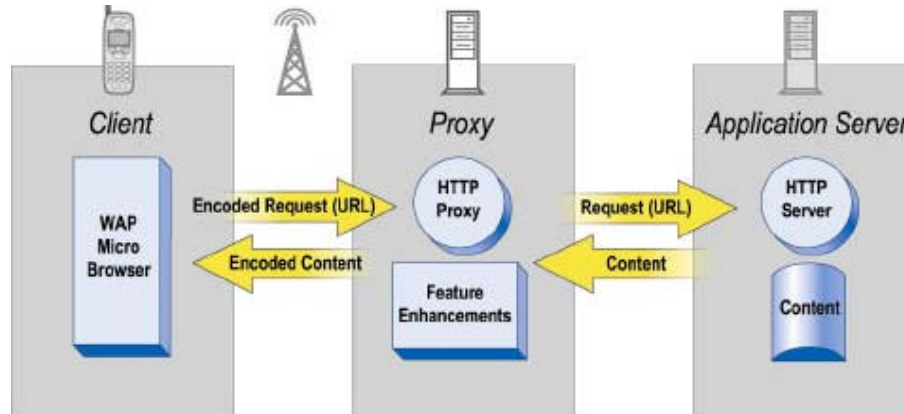 Client
Proxy
Application Server
WAP
Micro
Browser
Encoded Request (URL)
Encoded Content
HTTP
Proxy
Feature
Enhancements
Request (URL)
Content
HTTP
Server
Content